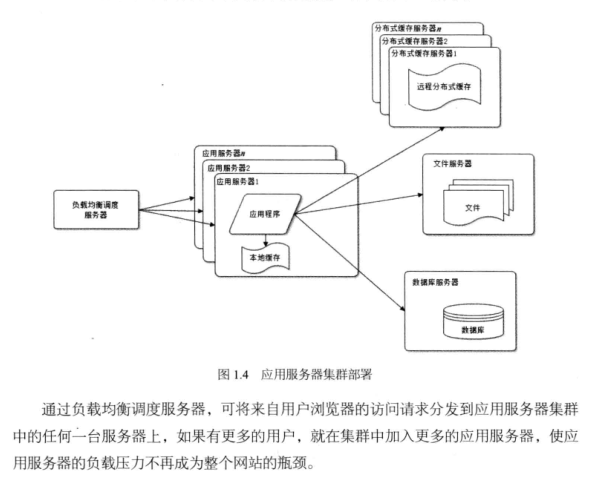 分布式缓存服务器n
分布式缓存服务器2
分布式缓存服务器1
远程分布式缓存
应用服务器n
应用服务器2
应用服务器1
应用程序
本地缓存
负载均衡调度
服务器
文件服务器
文件
数据库服务器
数据库
图 1.4 应用服务器集群部署
通过负载均衡调度服务器，可将来自用户浏览器的访问请求分发到应用服务器集群
中的任何一台服务器上，如果有更多的用户，就在集群中加入更多的应用服务器，使应
用服务器的负载压力不再成为整个网站的瓶颈。